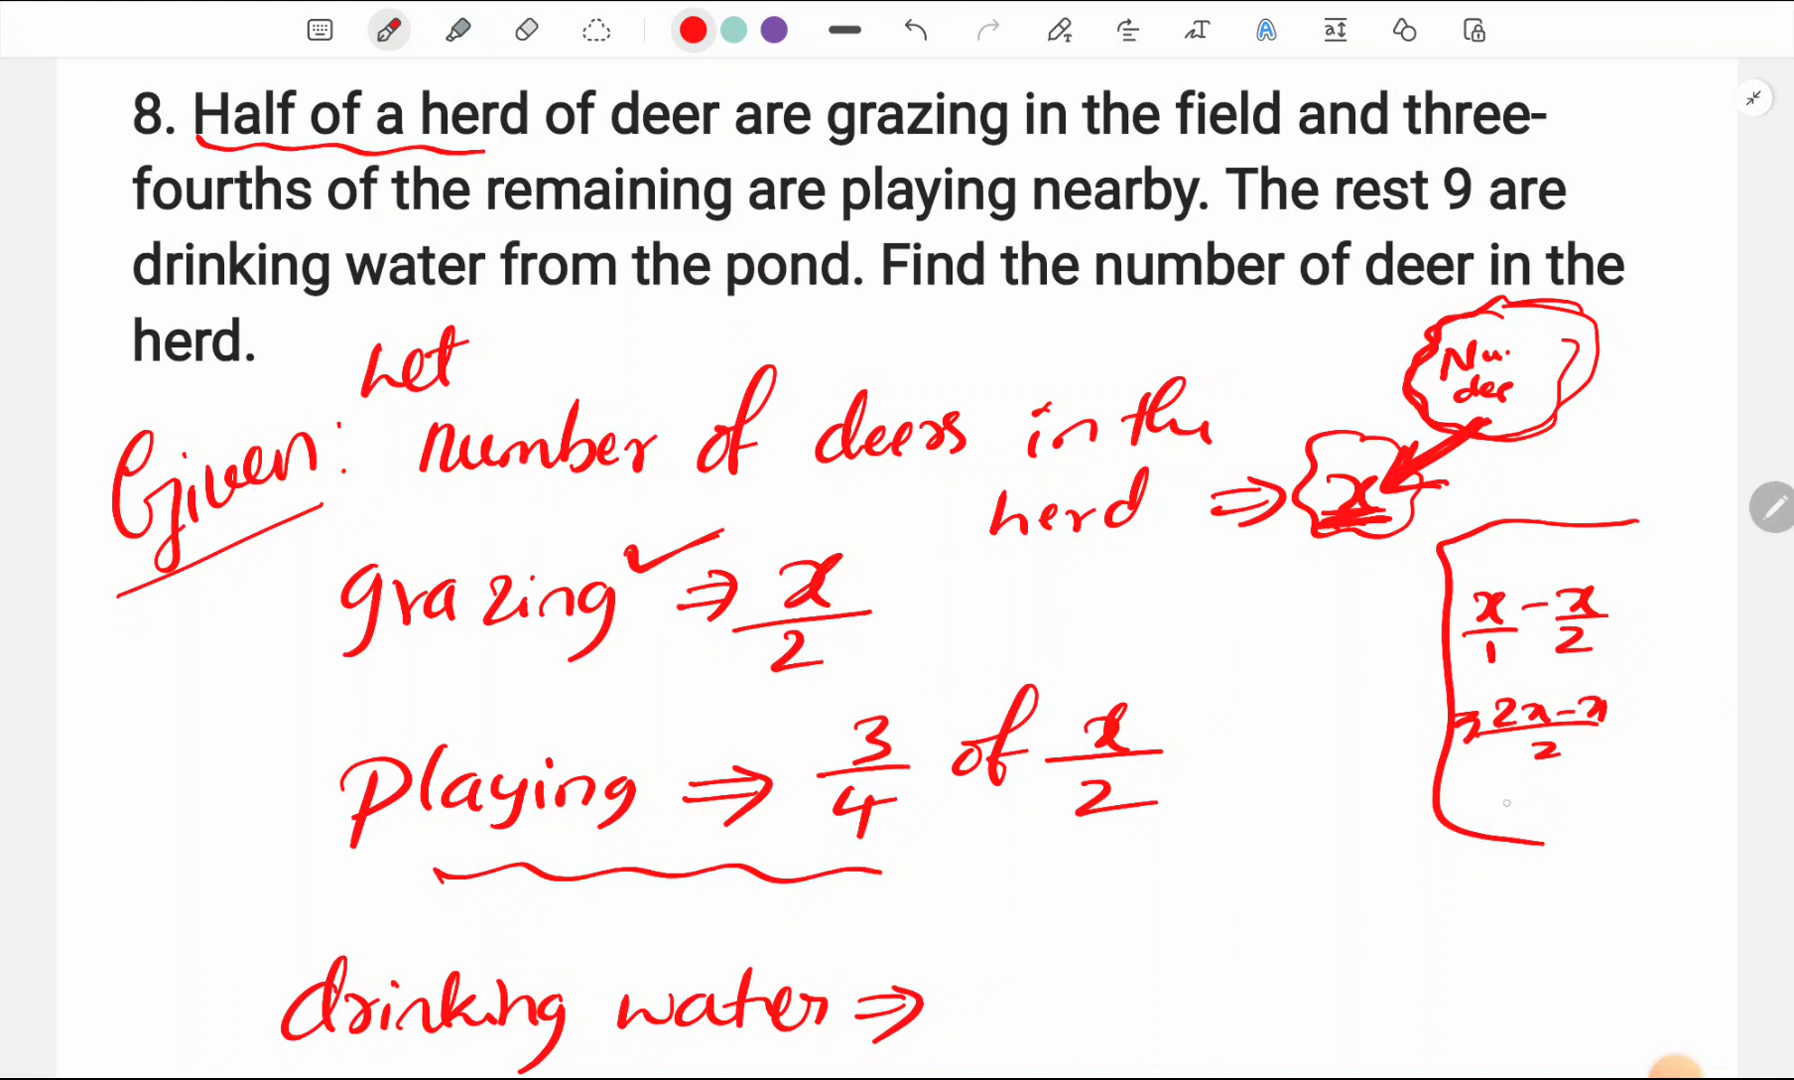 8. Half of a herd of deer are grazing in the field and three-
fourths of the remaining are playing nearby. The rest 9 are
drinking water from the pond. Find the number of deer in the
herd.
Let
Nu.
der
Given: number of deers in the
herd ⇒ x
grazing ✓ ⇒ x/2
x/1 - x/2
Playing ⇒ 3/4 of x/2
⇒ 2x-x/2
drinking water ⇒